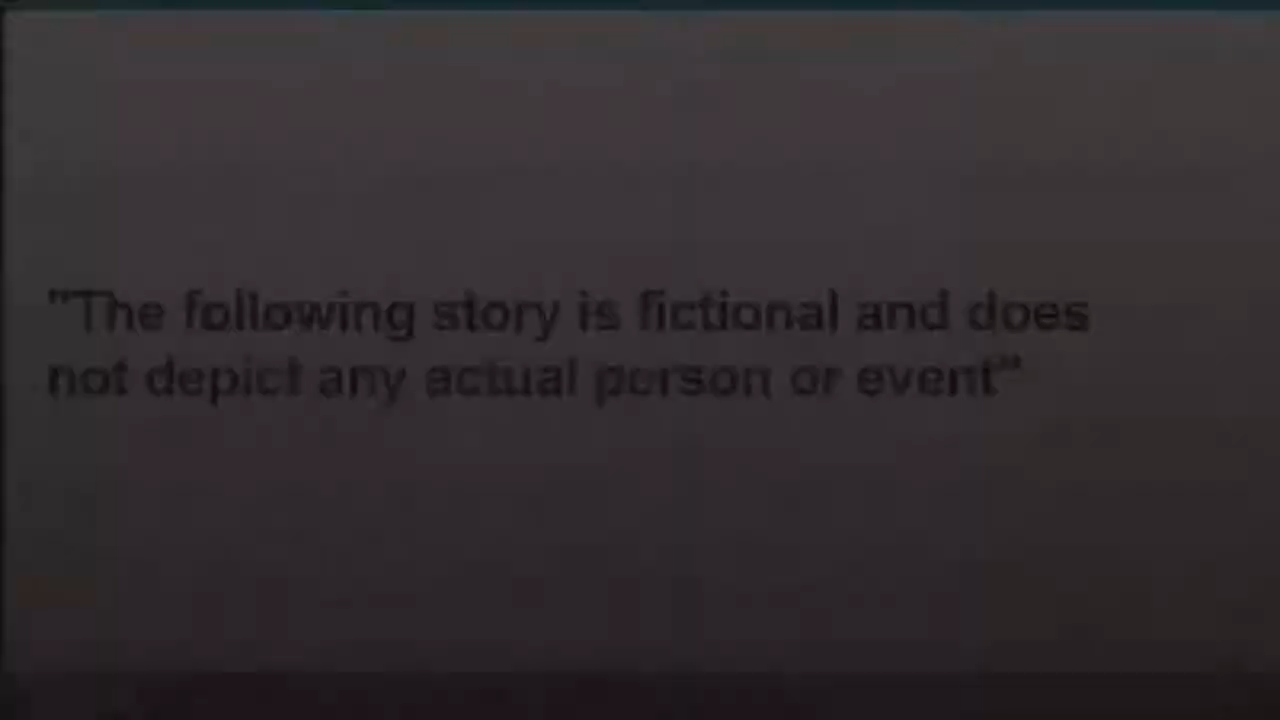 "The following story is fictional and does
not depict any actual person or event"